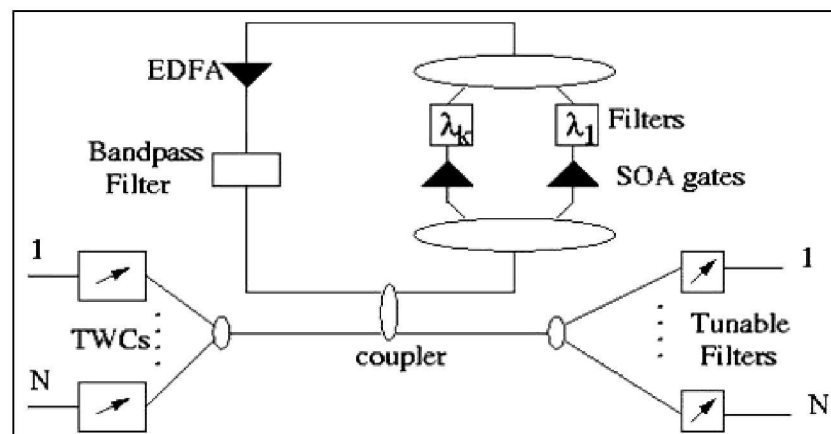 EDFA
λk
λ1
Filters
Bandpass
Filter
SOA gates
1
1
TWCs
coupler
Tunable
Filters
N
N